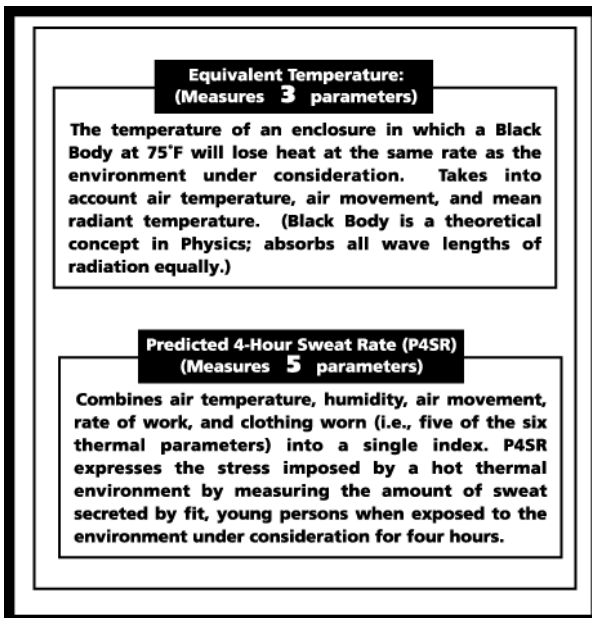 Equivalent Temperature:
(Measures 3 parameters)
The temperature of an enclosure in which a Black
Body at 75˚F will lose heat at the same rate as the
environment under consideration. Takes into
account air temperature, air movement, and mean
radiant temperature. (Black Body is a theoretical
concept in Physics; absorbs all wave lengths of
radiation equally.)
Predicted 4-Hour Sweat Rate (P4SR)
(Measures 5 parameters)
Combines air temperature, humidity, air movement,
rate of work, and clothing worn (i.e., five of the six
thermal parameters) into a single index. P4SR
expresses the stress imposed by a hot thermal
environment by measuring the amount of sweat
secreted by fit, young persons when exposed to the
environment under consideration for four hours.